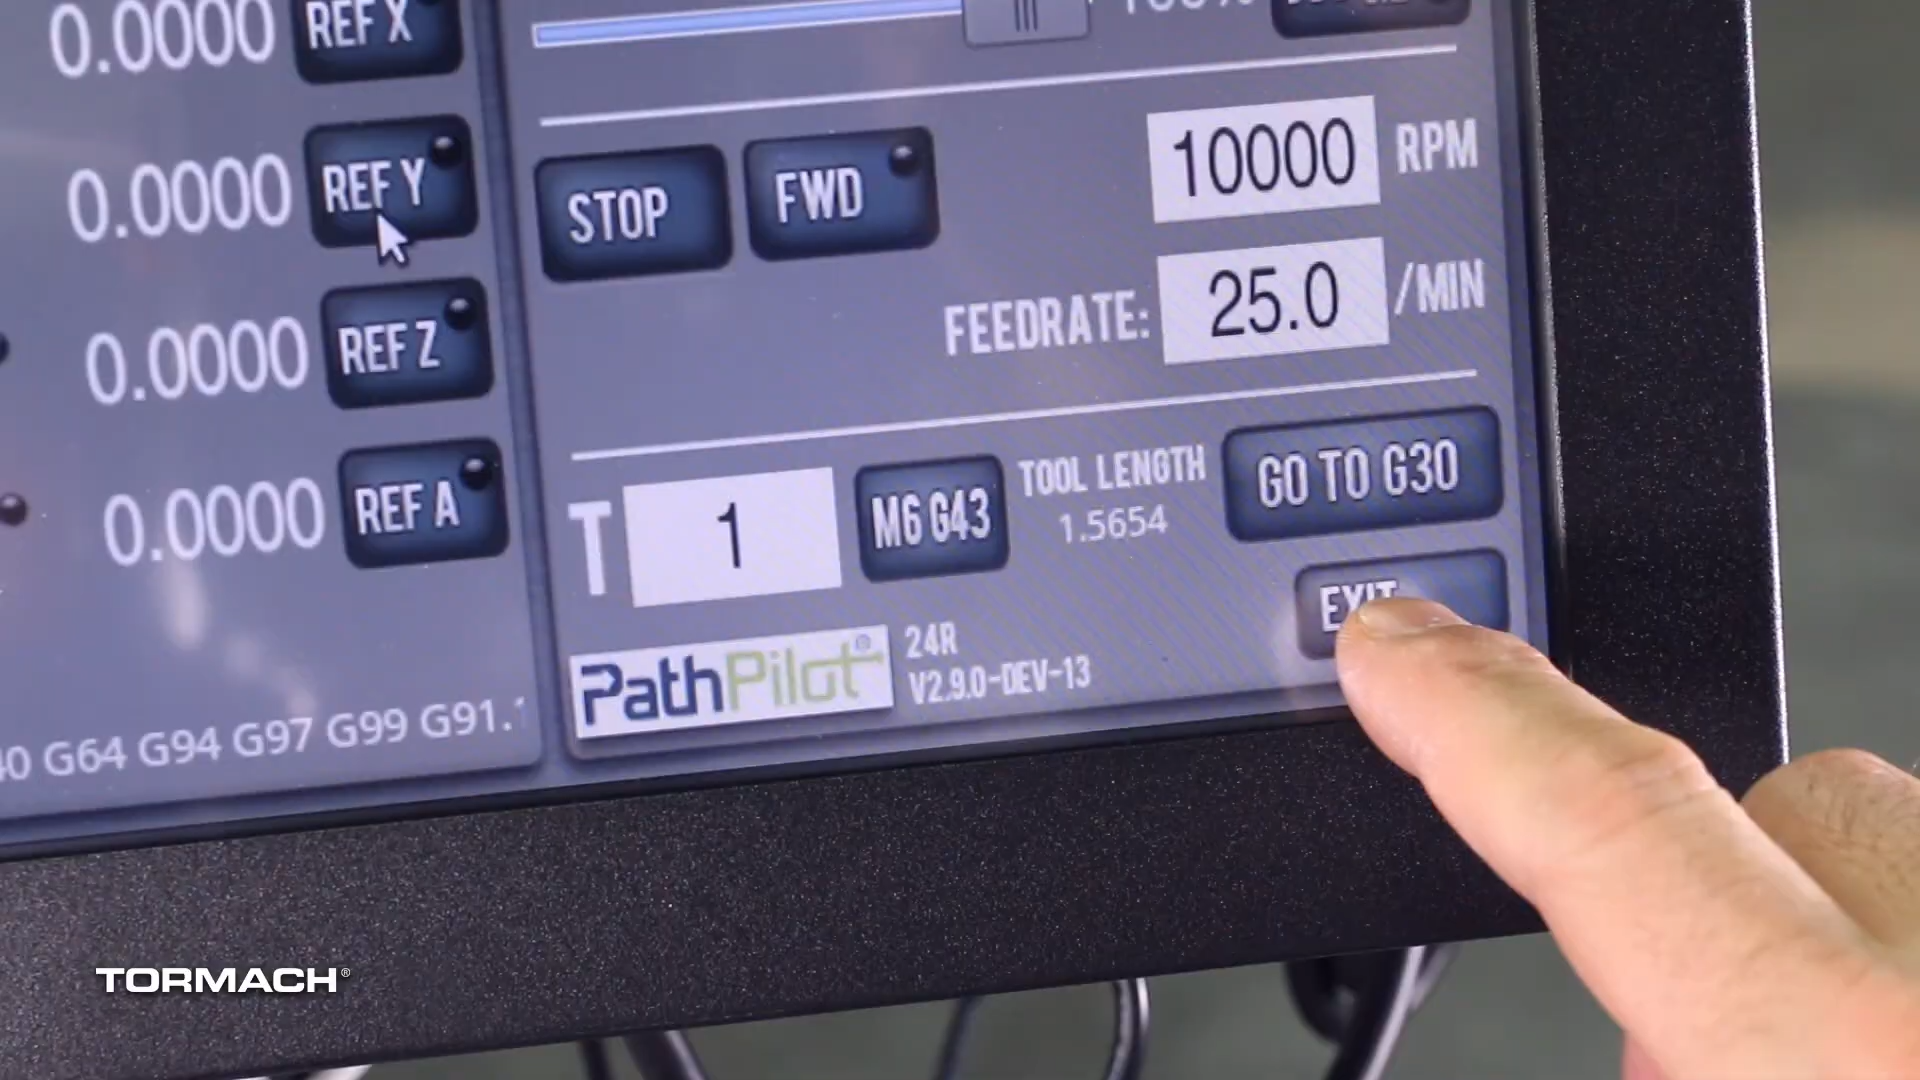 0.0000 REF X
0.0000 REF Y
0.0000 REF Z
0.0000 REF A
G64 G94 G97 G99 G91.1
STOP FWD 10000 RPM
FEEDRATE: 25.0 /MIN
T 1 M6 G43 TOOL LENGTH
1.5654
GO TO G30
EXIT
PathPilot® 24R
V2.9.0-DEV-13
TORMACH®